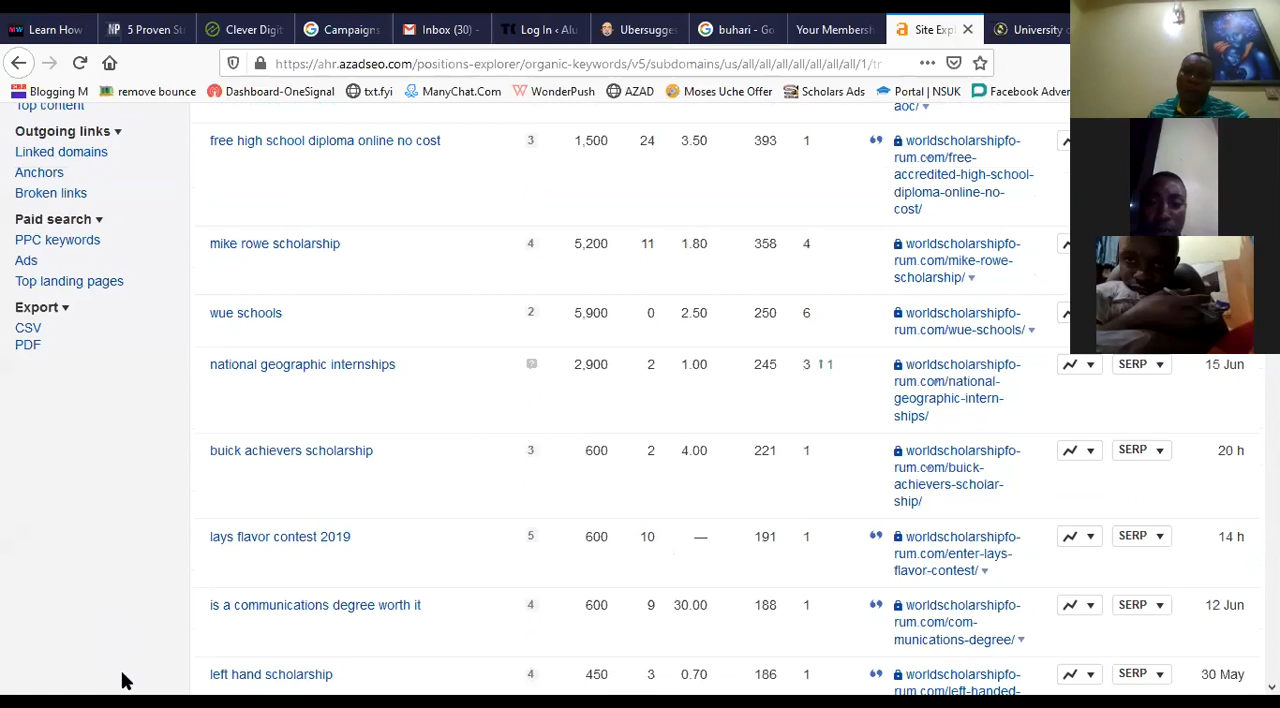 Learn How
5 Proven St
Clever Digit
Campaigns
Inbox (30) -
Log In ‹ Alu
Ubersugges
buhari - Go
Your Membersh
Site Exp
University o
https://ahr.azadseo.com/positions-explorer/organic-keywords/v5/subdomains/us/all/all/all/all/all/all/all/1/tr
Blogging M
remove bounce
Dashboard-OneSignal
txt.fyi
ManyChat.Com
WonderPush
AZAD
Moses Uche Offer
Scholars Ads
Portal | NSUK
Facebook Adver
Top content
Outgoing links
Linked domains
Anchors
Broken links
Paid search
PPC keywords
Ads
Top landing pages
Export
CSV
PDF
aoc/
free high school diploma online no cost 3 1,500 24 3.50 393 1 worldscholarshipfo-
rum.com/free-
accredited-high-school-
diploma-online-no-
cost/
mike rowe scholarship 4 5,200 11 1.80 358 4 worldscholarshipfo-
rum.com/mike-rowe-
scholarship/
wue schools 2 5,900 0 2.50 250 6 worldscholarshipfo-
rum.com/wue-schools/
national geographic internships ? 2,900 2 1.00 245 3 1 worldscholarshipfo- SERP 15 Jun
rum.com/national-
geographic-intern-
ships/
buick achievers scholarship 3 600 2 4.00 221 1 worldscholarshipfo- SERP 20 h
rum.com/buick-
achievers-scholar-
ship/
lays flavor contest 2019 5 600 10 — 191 1 worldscholarshipfo- SERP 14 h
rum.com/enter-lays-
flavor-contest/
is a communications degree worth it 4 600 9 30.00 188 1 worldscholarshipfo- SERP 12 Jun
rum.com/com-
munications-degree/
left hand scholarship 4 450 3 0.70 186 1 worldscholarshipfo- SERP 30 May
rum.com/left-handed-